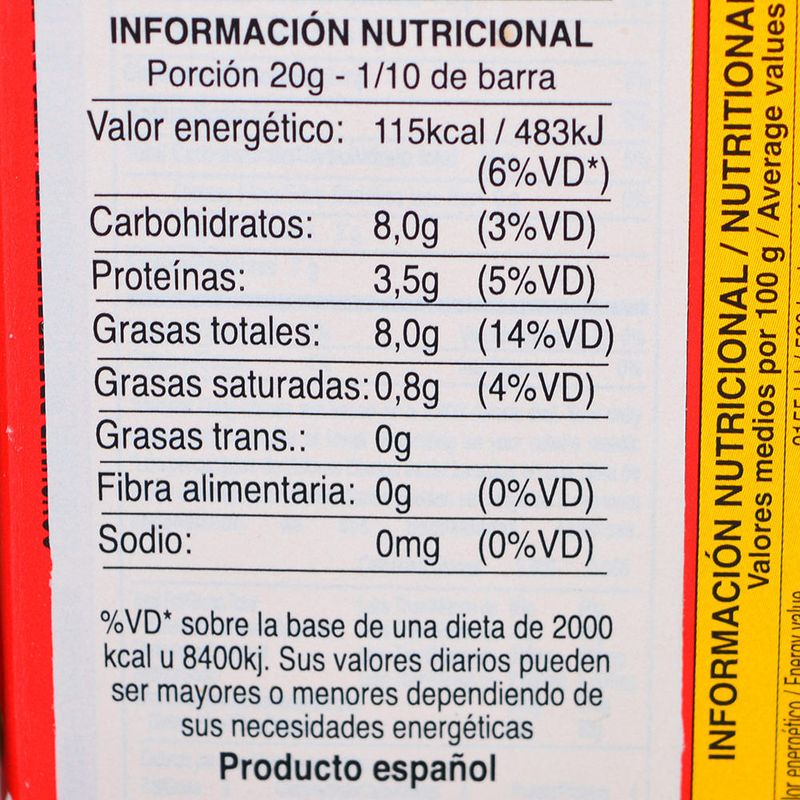 INFORMACIÓN NUTRICIONAL
Porción 20g - 1/10 de barra
Valor energético: 115kcal / 483kJ
(6%VD*)
Carbohidratos: 8,0g (3%VD)
Proteínas: 3,5g (5%VD)
Grasas totales: 8,0g (14%VD)
Grasas saturadas: 0,8g (4%VD)
Grasas trans.: 0g
Fibra alimentaria: 0g (0%VD)
Sodio: 0mg (0%VD)
%VD* sobre la base de una dieta de 2000
kcal u 8400kj. Sus valores diarios pueden
ser mayores o menores dependiendo de
sus necesidades energéticas
Producto español
INFORMACIÓN NUTRICIONAL / NUTRITIONAL
Valores medios por 100 g / Average values
energético / Energy value